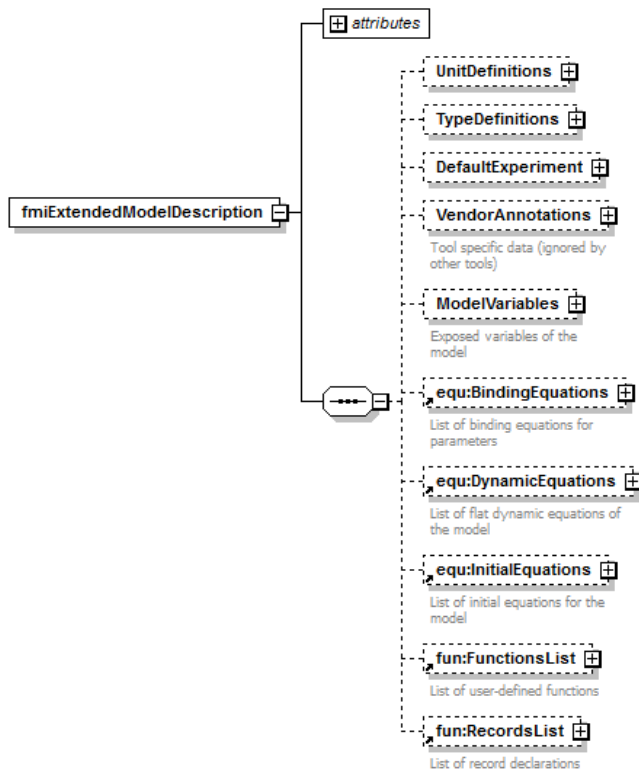 attributes
UnitDefinitions
TypeDefinitions
DefaultExperiment
fmiExtendedModelDescription
VendorAnnotations
Tool specific data (ignored by
other tools)
ModelVariables
Exposed variables of the
model
equ:BindingEquations
List of binding equations for
parameters
equ:DynamicEquations
List of flat dynamic equations of
the model
equ:InitialEquations
List of initial equations for the
model
fun:FunctionsList
List of user-defined functions
fun:RecordsList
List of record declarations